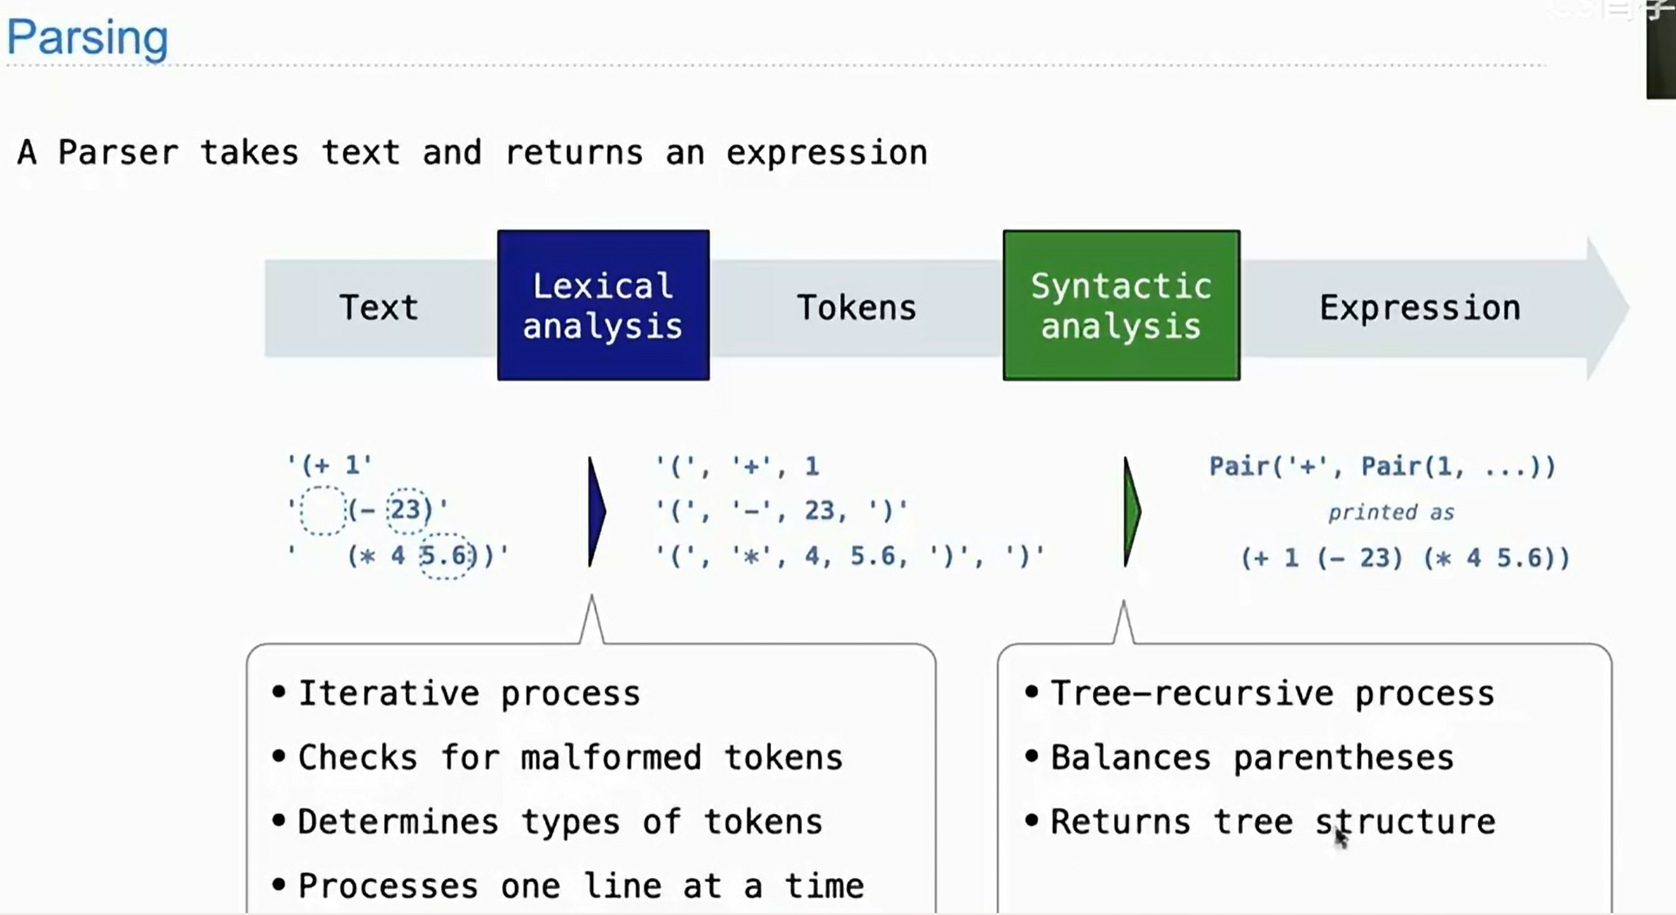 Parsing
A Parser takes text and returns an expression
Text
Lexical
analysis
Tokens
Syntactic
analysis
Expression
'(+ 1'
'   (- 23)'
'   (* 4 5.6))'
'(', '+', 1
'(', '-', 23, ')'
'(', '*', 4, 5.6, ')', ')'
Pair('+', Pair(1, ...))
printed as
(+ 1 (- 23) (* 4 5.6))
• Iterative process
• Checks for malformed tokens
• Determines types of tokens
• Processes one line at a time
• Tree-recursive process
• Balances parentheses
• Returns tree structure